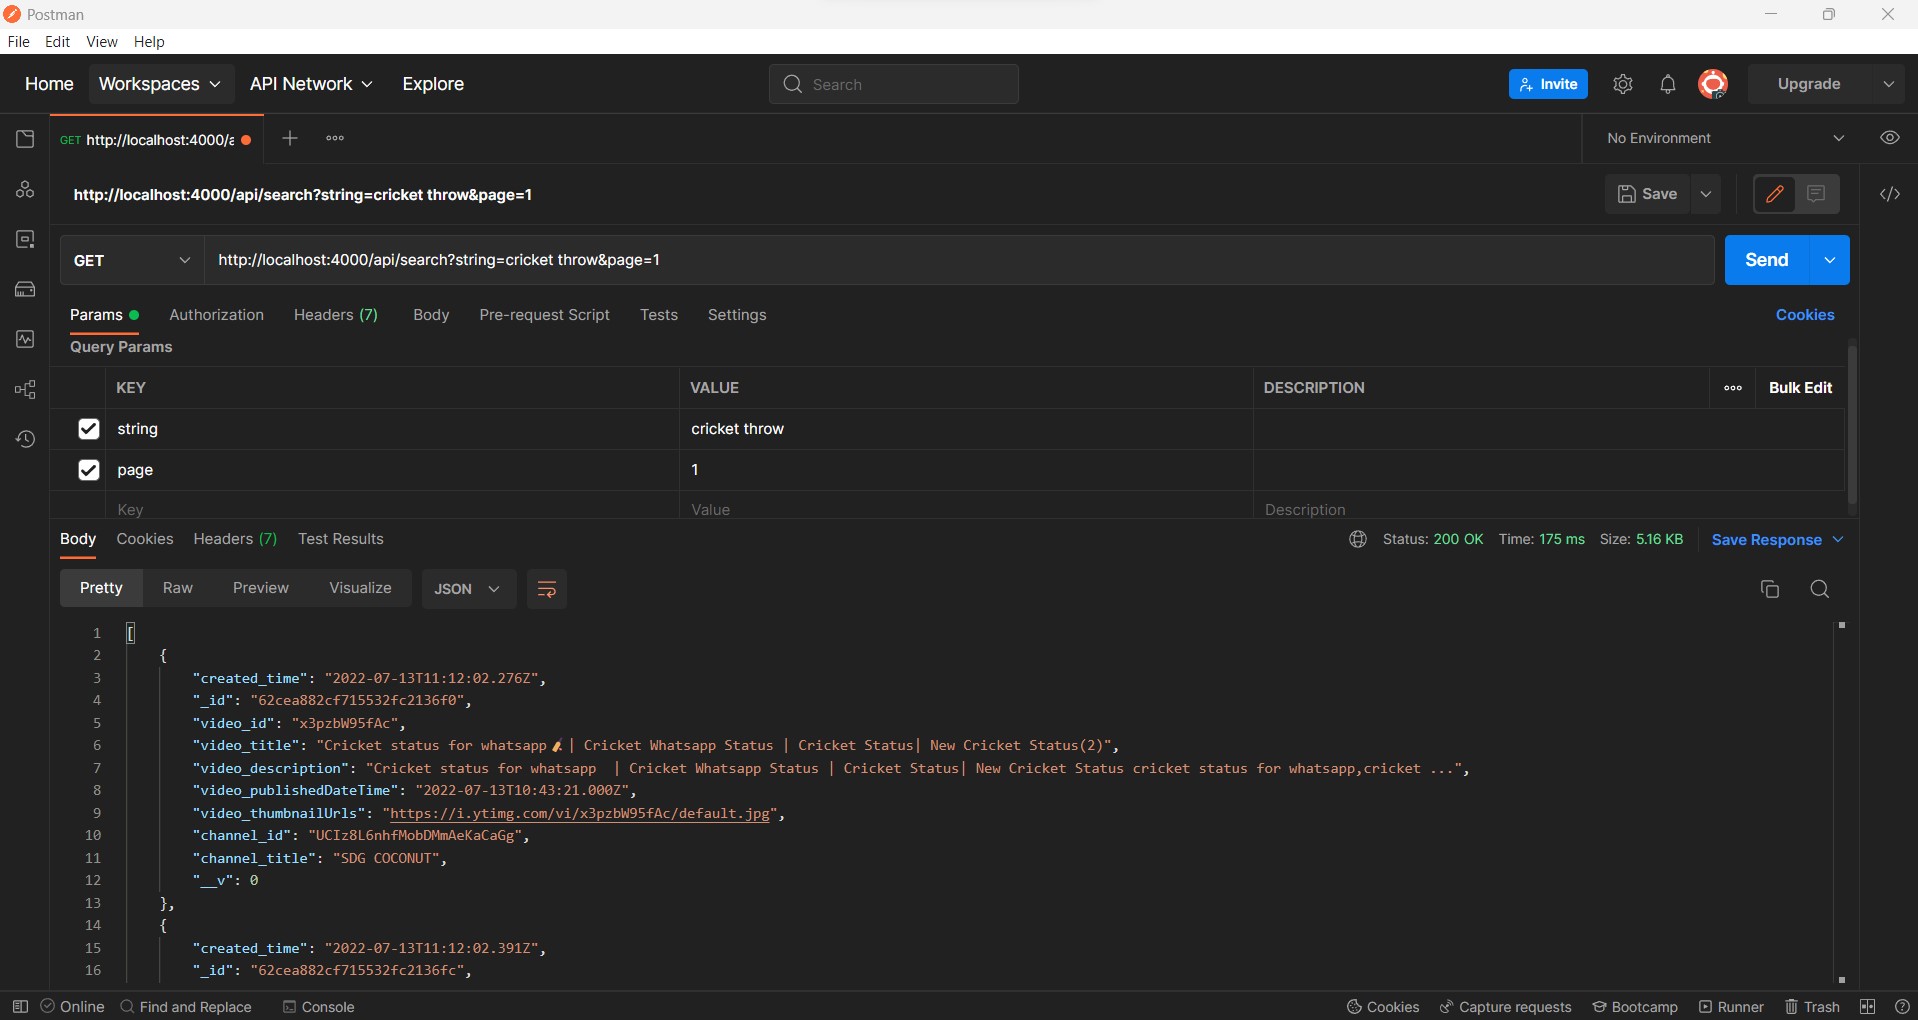 Postman
File Edit View Help
Home Workspaces API Network Explore Search Invite Upgrade
GET http://localhost:4000/a No Environment
http://localhost:4000/api/search?string=cricket throw&page=1 Save
GET http://localhost:4000/api/search?string=cricket throw&page=1 Send
Params Authorization Headers (7) Body Pre-request Script Tests Settings Cookies
Query Params
KEY VALUE DESCRIPTION Bulk Edit
string cricket throw
page 1
Key Value Description
Body Cookies Headers (7) Test Results Status: 200 OK Time: 175 ms Size: 5.16 KB Save Response
Pretty Raw Preview Visualize JSON
1 [
2 {
3 "created_time": "2022-07-13T11:12:02.276Z",
4 "_id": "62cea882cf715532fc2136f0",
5 "video_id": "x3pzbW95fAc",
6 "video_title": "Cricket status for whatsapp🏏| Cricket Whatsapp Status | Cricket Status| New Cricket Status(2)",
7 "video_description": "Cricket status for whatsapp | Cricket Whatsapp Status | Cricket Status| New Cricket Status cricket status for whatsapp,cricket ...",
8 "video_publishedDateTime": "2022-07-13T10:43:21.000Z",
9 "video_thumbnailUrls": "https://i.ytimg.com/vi/x3pzbW95fAc/default.jpg",
10 "channel_id": "UCIz8L6nhfMobDMmAeKaCaGg",
11 "channel_title": "SDG COCONUT",
12 "__v": 0
13 },
14 {
15 "created_time": "2022-07-13T11:12:02.391Z",
16 "_id": "62cea882cf715532fc2136fc",
Online Find and Replace Console Cookies Capture requests Bootcamp Runner Trash